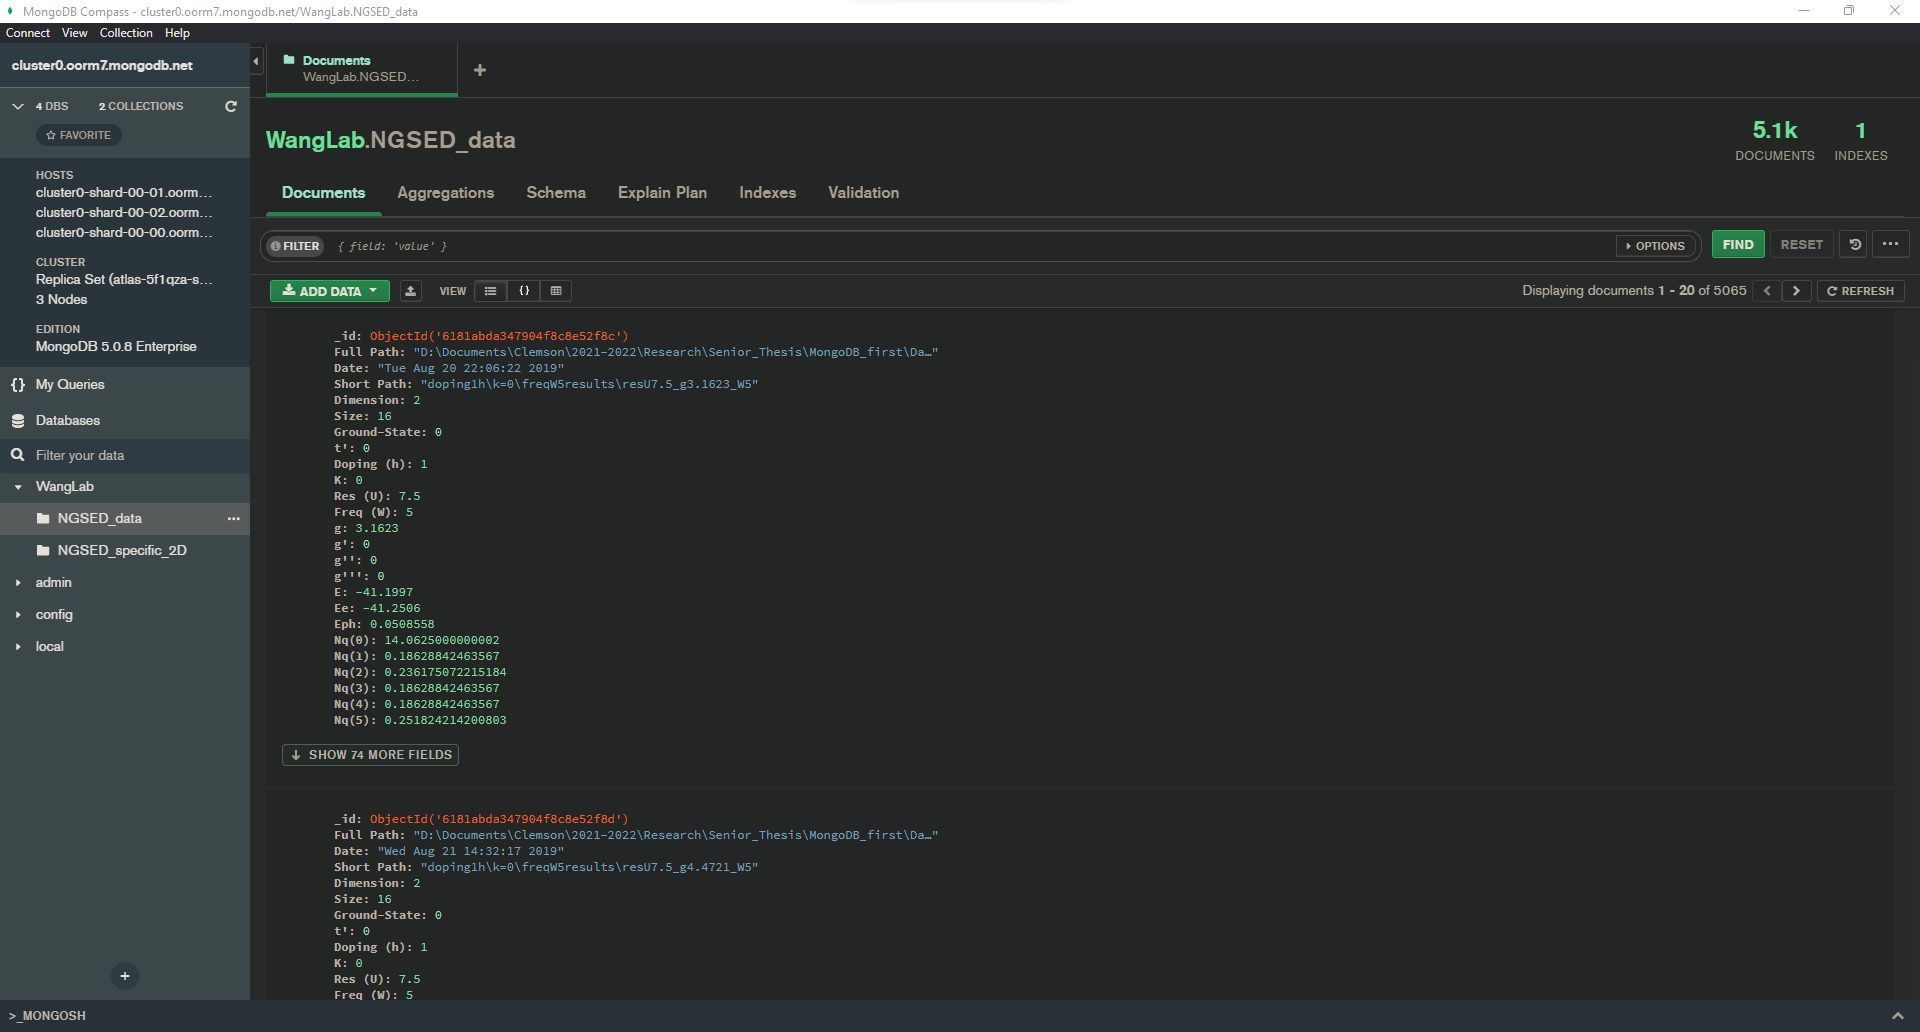 MongoDB Compass - cluster0.oorm7.mongodb.net/WangLab.NGSED_data
Connect View Collection Help
cluster0.oorm7.mongodb.net
4 DBS 2 COLLECTIONS
FAVORITE
HOSTS
cluster0-shard-00-01.oorm...
cluster0-shard-00-02.oorm...
cluster0-shard-00-00.oorm...
CLUSTER
Replica Set (atlas-5f1qza-s...
3 Nodes
EDITION
MongoDB 5.0.8 Enterprise
{} My Queries
Databases
Filter your data
WangLab
NGSED_data ...
NGSED_specific_2D
admin
config
local
+
>_MONGOSH
Documents
WangLab.NGSED...
+
WangLab.NGSED_data
5.1k
DOCUMENTS
1
INDEXES
Documents Aggregations Schema Explain Plan Indexes Validation
FILTER { field: 'value' } OPTIONS FIND RESET ...
ADD DATA VIEW {} Displaying documents 1 - 20 of 5065 < > REFRESH
_id: ObjectId('6181abda347904f8c8e52f8c')
Full Path: "D:\Documents\Clemson\2021-2022\Research\Senior_Thesis\MongoDB_first\Da…"
Date: "Tue Aug 20 22:06:22 2019"
Short Path: "doping1h\k=0\freqW5results\resU7.5_g3.1623_W5"
Dimension: 2
Size: 16
Ground-State: 0
t': 0
Doping (h): 1
K: 0
Res (U): 7.5
Freq (W): 5
g: 3.1623
g': 0
g'': 0
g''': 0
E: -41.1997
Ee: -41.2506
Eph: 0.0508558
Nq(0): 14.0625000000002
Nq(1): 0.18628842463567
Nq(2): 0.236175072215184
Nq(3): 0.18628842463567
Nq(4): 0.18628842463567
Nq(5): 0.251824214200803
SHOW 74 MORE FIELDS
_id: ObjectId('6181abda347904f8c8e52f8d')
Full Path: "D:\Documents\Clemson\2021-2022\Research\Senior_Thesis\MongoDB_first\Da…"
Date: "Wed Aug 21 14:32:17 2019"
Short Path: "doping1h\k=0\freqW5results\resU7.5_g4.4721_W5"
Dimension: 2
Size: 16
Ground-State: 0
t': 0
Doping (h): 1
K: 0
Res (U): 7.5
Freq (W): 5